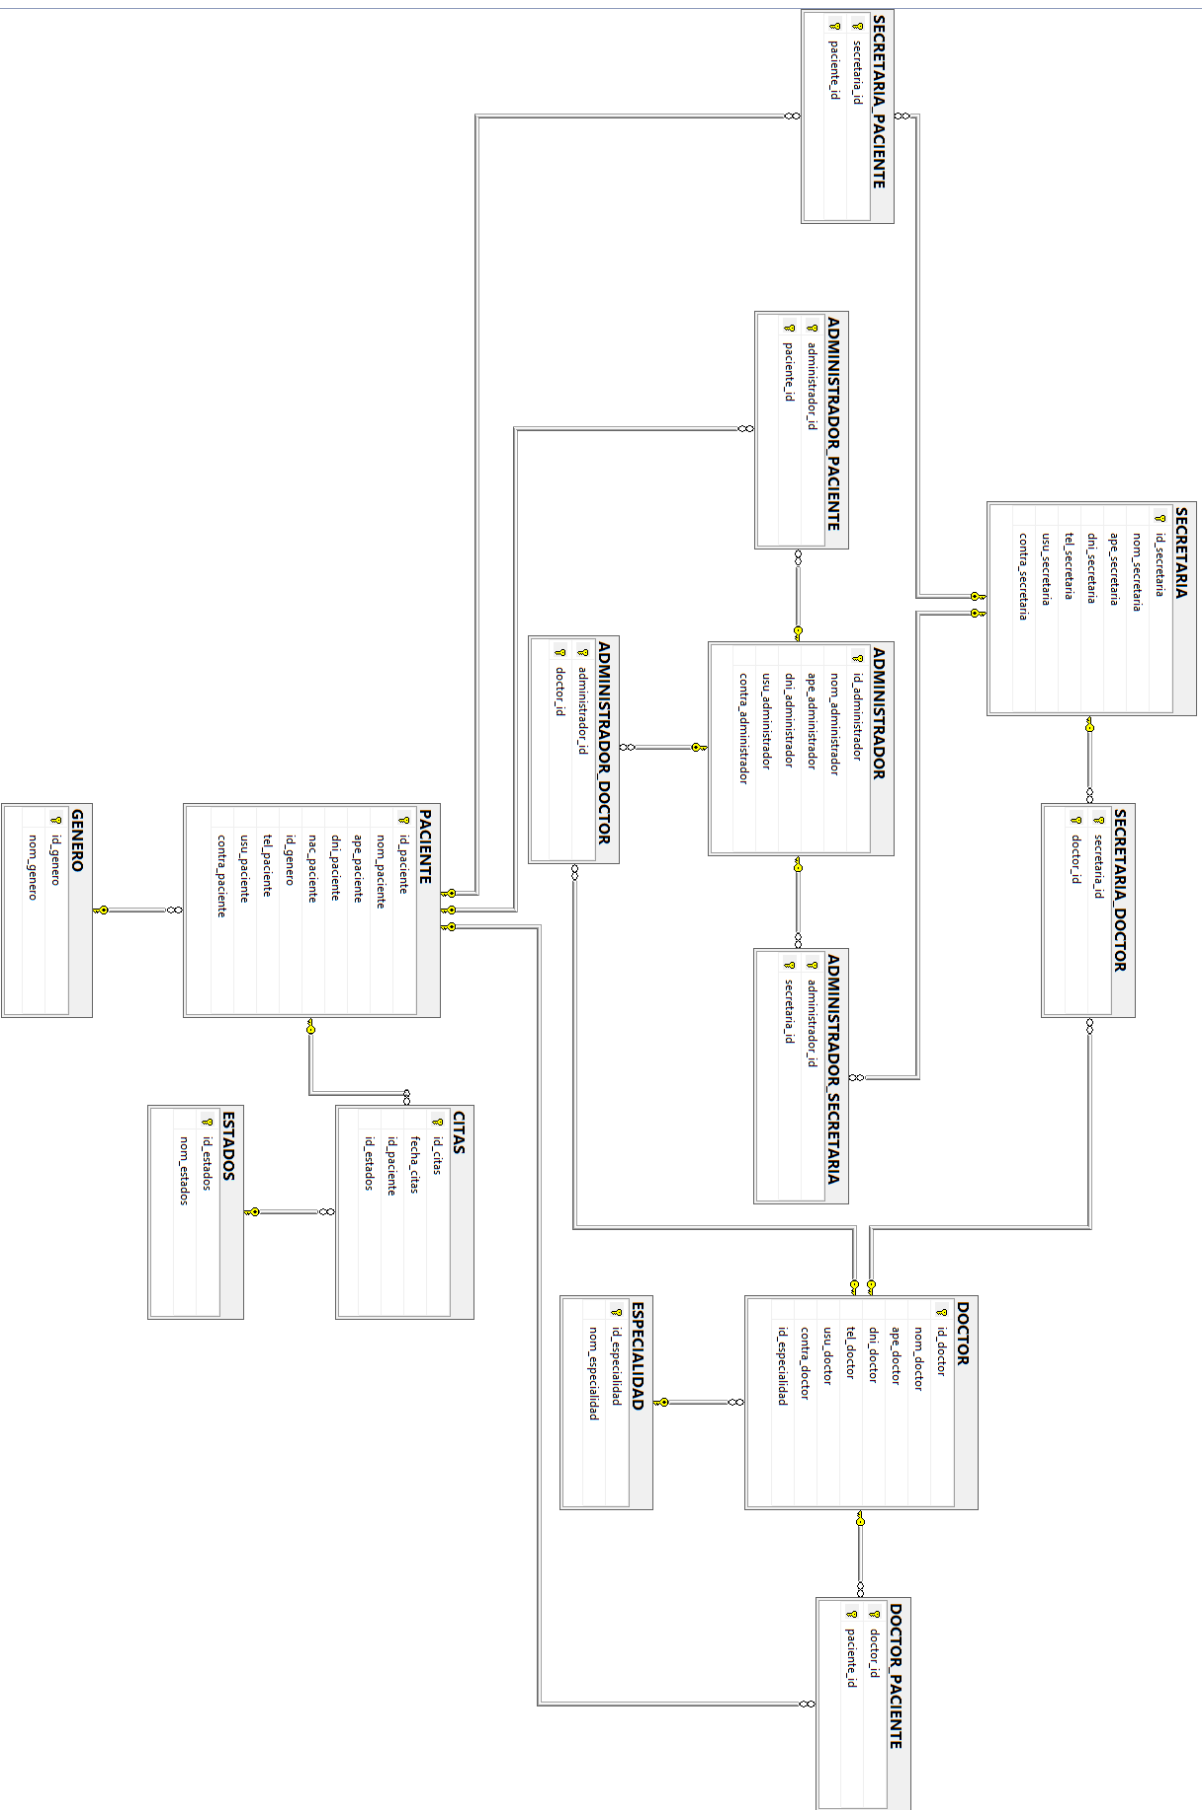 SECRETARIA
id_secretaria
nom_secretaria
ape_secretaria
dni_secretaria
tel_secretaria
usu_secretaria
contra_secretaria
SECRETARIA_DOCTOR
secretaria_id
doctor_id
SECRETARIA_PACIENTE
secretaria_id
paciente_id
ADMINISTRADOR_PACIENTE
administrador_id
paciente_id
ADMINISTRADOR
id_administrador
nom_administrador
ape_administrador
dni_administrador
usu_administrador
contra_administrador
ADMINISTRADOR_SECRETARIA
administrador_id
secretaria_id
DOCTOR
id_doctor
nom_doctor
ape_doctor
dni_doctor
tel_doctor
usu_doctor
contra_doctor
id_especialidad
DOCTOR_PACIENTE
doctor_id
paciente_id
ADMINISTRADOR_DOCTOR
administrador_id
doctor_id
ESPECIALIDAD
id_especialidad
nom_especialidad
PACIENTE
id_paciente
nom_paciente
ape_paciente
dni_paciente
nac_paciente
id_genero
tel_paciente
usu_paciente
contra_paciente
CITAS
id_citas
fecha_citas
id_paciente
id_estados
ESTADOS
id_estados
nom_estados
GENERO
id_genero
nom_genero